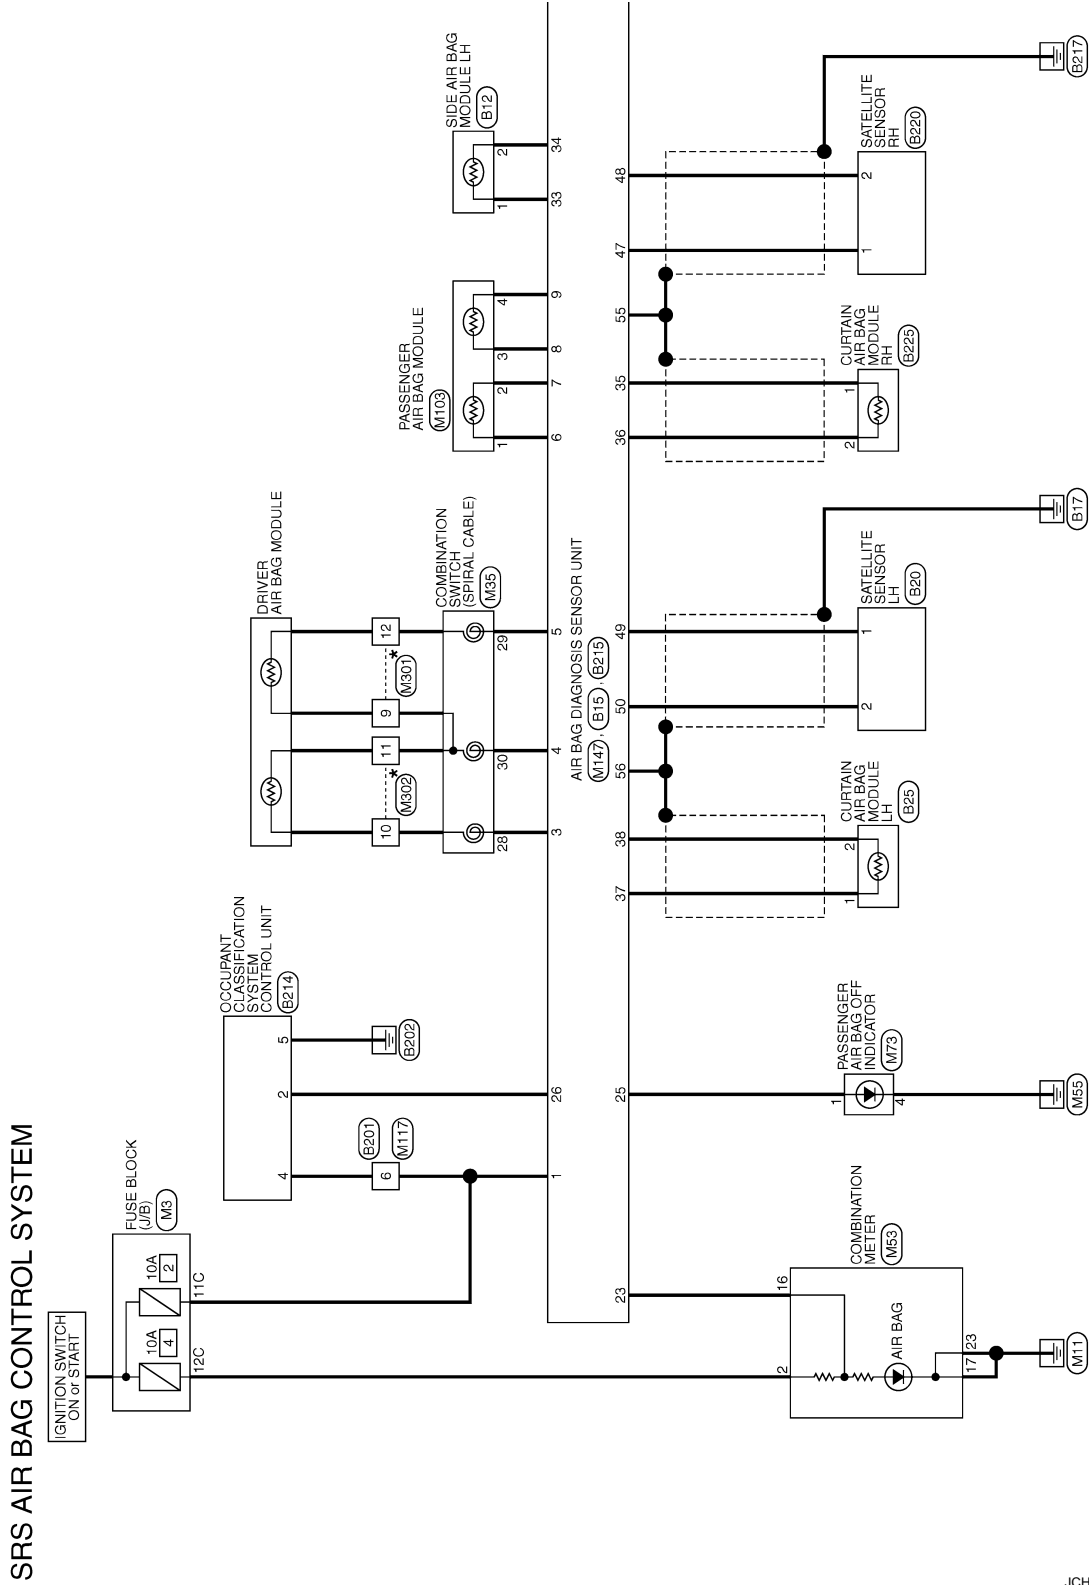 SRS AIR BAG CONTROL SYSTEM
IGNITION SWITCH
ON or START
FUSE BLOCK
(J/B)
M3
10A
4
10A
2
12C
11C
OCCUPANT
CLASSIFICATION
SYSTEM
CONTROL UNIT
B214
4
2
5
B201
6
M117
B202
DRIVER
AIR BAG MODULE
10
11
9
12
*
M302
*
M301
COMBINATION
SWITCH
(SPIRAL CABLE)
M35
28
30
29
PASSENGER
AIR BAG MODULE
M103
1
2
3
4
SIDE AIR BAG
MODULE LH
B12
1
2
1
26
3
4
5
6
7
8
9
33
34
AIR BAG DIAGNOSIS SENSOR UNIT
M147 , B15 , B215
23
25
37
38
56
50
49
36
35
55
47
48
COMBINATION
METER
M53
2
16
AIR BAG
17
23
M11
PASSENGER
AIR BAG OFF
INDICATOR
M73
1
4
M55
CURTAIN
AIR BAG
MODULE
LH
B25
1
2
SATELLITE
SENSOR
LH
B20
2
1
B17
CURTAIN
AIR BAG
MODULE
RH
B225
2
1
SATELLITE
SENSOR
RH
B220
1
2
B217
JCH